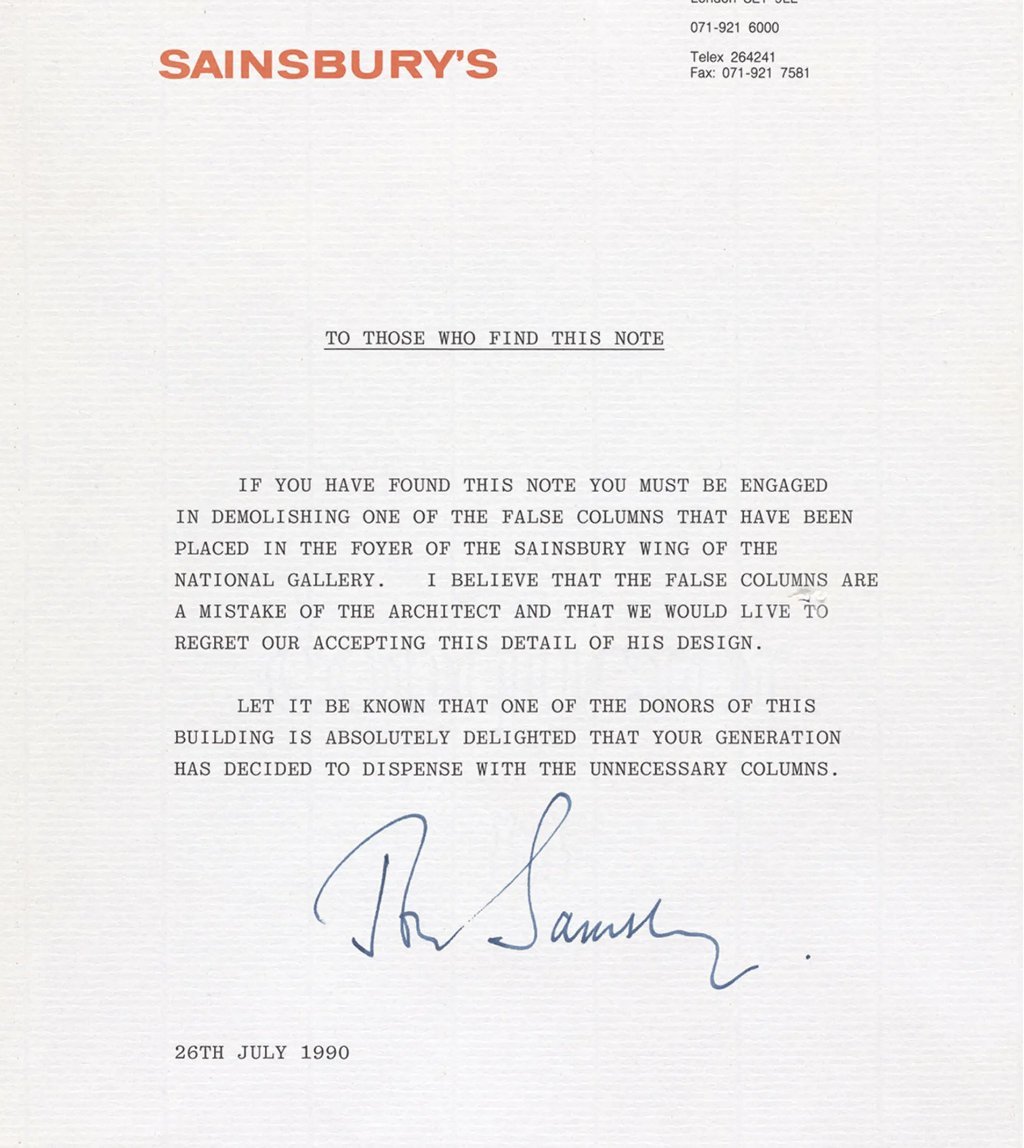 071-921 6000
SAINSBURY'S
Telex 264241
Fax: 071-921 7581
TO THOSE WHO FIND THIS NOTE
IF YOU HAVE FOUND THIS NOTE YOU MUST BE ENGAGED
IN DEMOLISHING ONE OF THE FALSE COLUMNS THAT HAVE BEEN
PLACED IN THE FOYER OF THE SAINSBURY WING OF THE
NATIONAL GALLERY. I BELIEVE THAT THE FALSE COLUMNS ARE
A MISTAKE OF THE ARCHITECT AND THAT WE WOULD LIVE TO
REGRET OUR ACCEPTING THIS DETAIL OF HIS DESIGN.
LET IT BE KNOWN THAT ONE OF THE DONORS OF THIS
BUILDING IS ABSOLUTELY DELIGHTED THAT YOUR GENERATION
HAS DECIDED TO DISPENSE WITH THE UNNECESSARY COLUMNS.
26TH JULY 1990